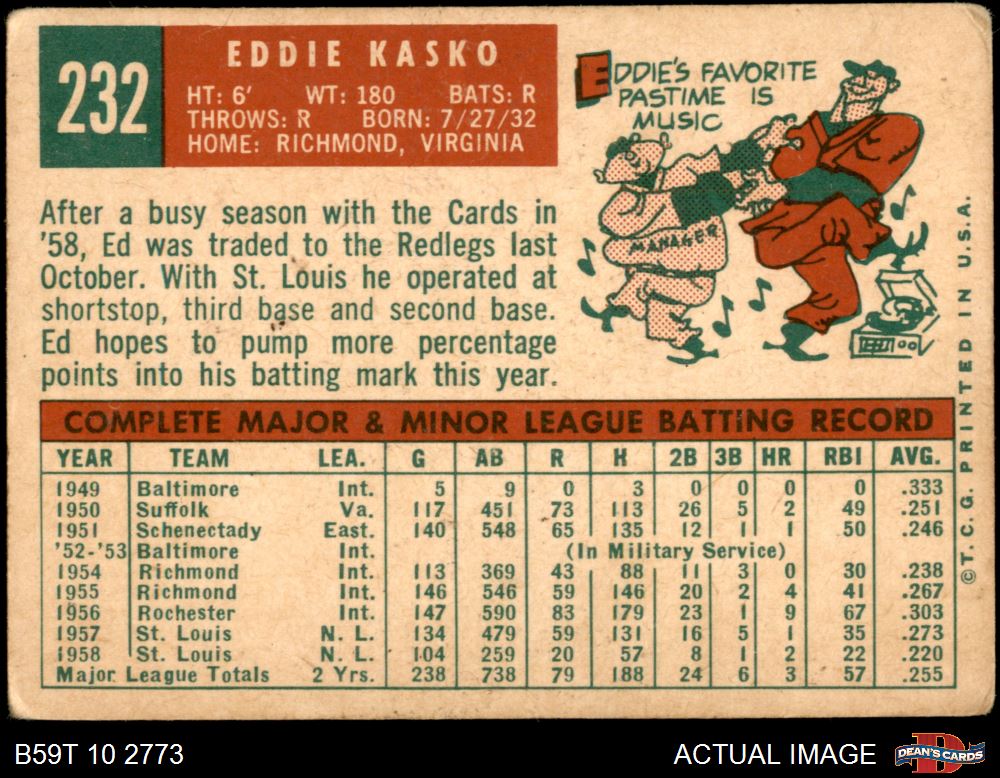 232
EDDIE KASKO
HT: 6' WT: 180 BATS: R
THROWS: R BORN: 7/27/32
HOME: RICHMOND, VIRGINIA
EDDIE'S FAVORITE
PASTIME IS
MUSIC
MANAGER
After a busy season with the Cards in
'58, Ed was traded to the Redlegs last
October. With St. Louis he operated at
shortstop, third base and second base.
Ed hopes to pump more percentage
points into his batting mark this year.
COMPLETE MAJOR & MINOR LEAGUE BATTING RECORD
YEAR TEAM LEA. G AB R H 2B 3B HR RBI AVG.
1949 Baltimore Int. 5 9 0 3 0 0 0 0 .333
1950 Suffolk Va. 117 451 73 113 26 5 2 49 .251
1951 Schenectady East. 140 548 65 135 12 1 1 50 .246
'52-'53 Baltimore Int. (In Military Service)
1954 Richmond Int. 113 369 43 88 11 3 0 30 .238
1955 Richmond Int. 146 546 59 146 20 2 4 41 .267
1956 Rochester Int. 147 590 83 179 23 1 9 67 .303
1957 St. Louis N. L. 134 479 59 131 16 5 1 35 .273
1958 St. Louis N. L. 104 259 20 57 8 1 2 22 .220
Major League Totals 2 Yrs. 238 738 79 188 24 6 3 57 .255
©T.C.G. PRINTED IN U.S.A.
B59T 10 2773
ACTUAL IMAGE
DEAN'S CARDS